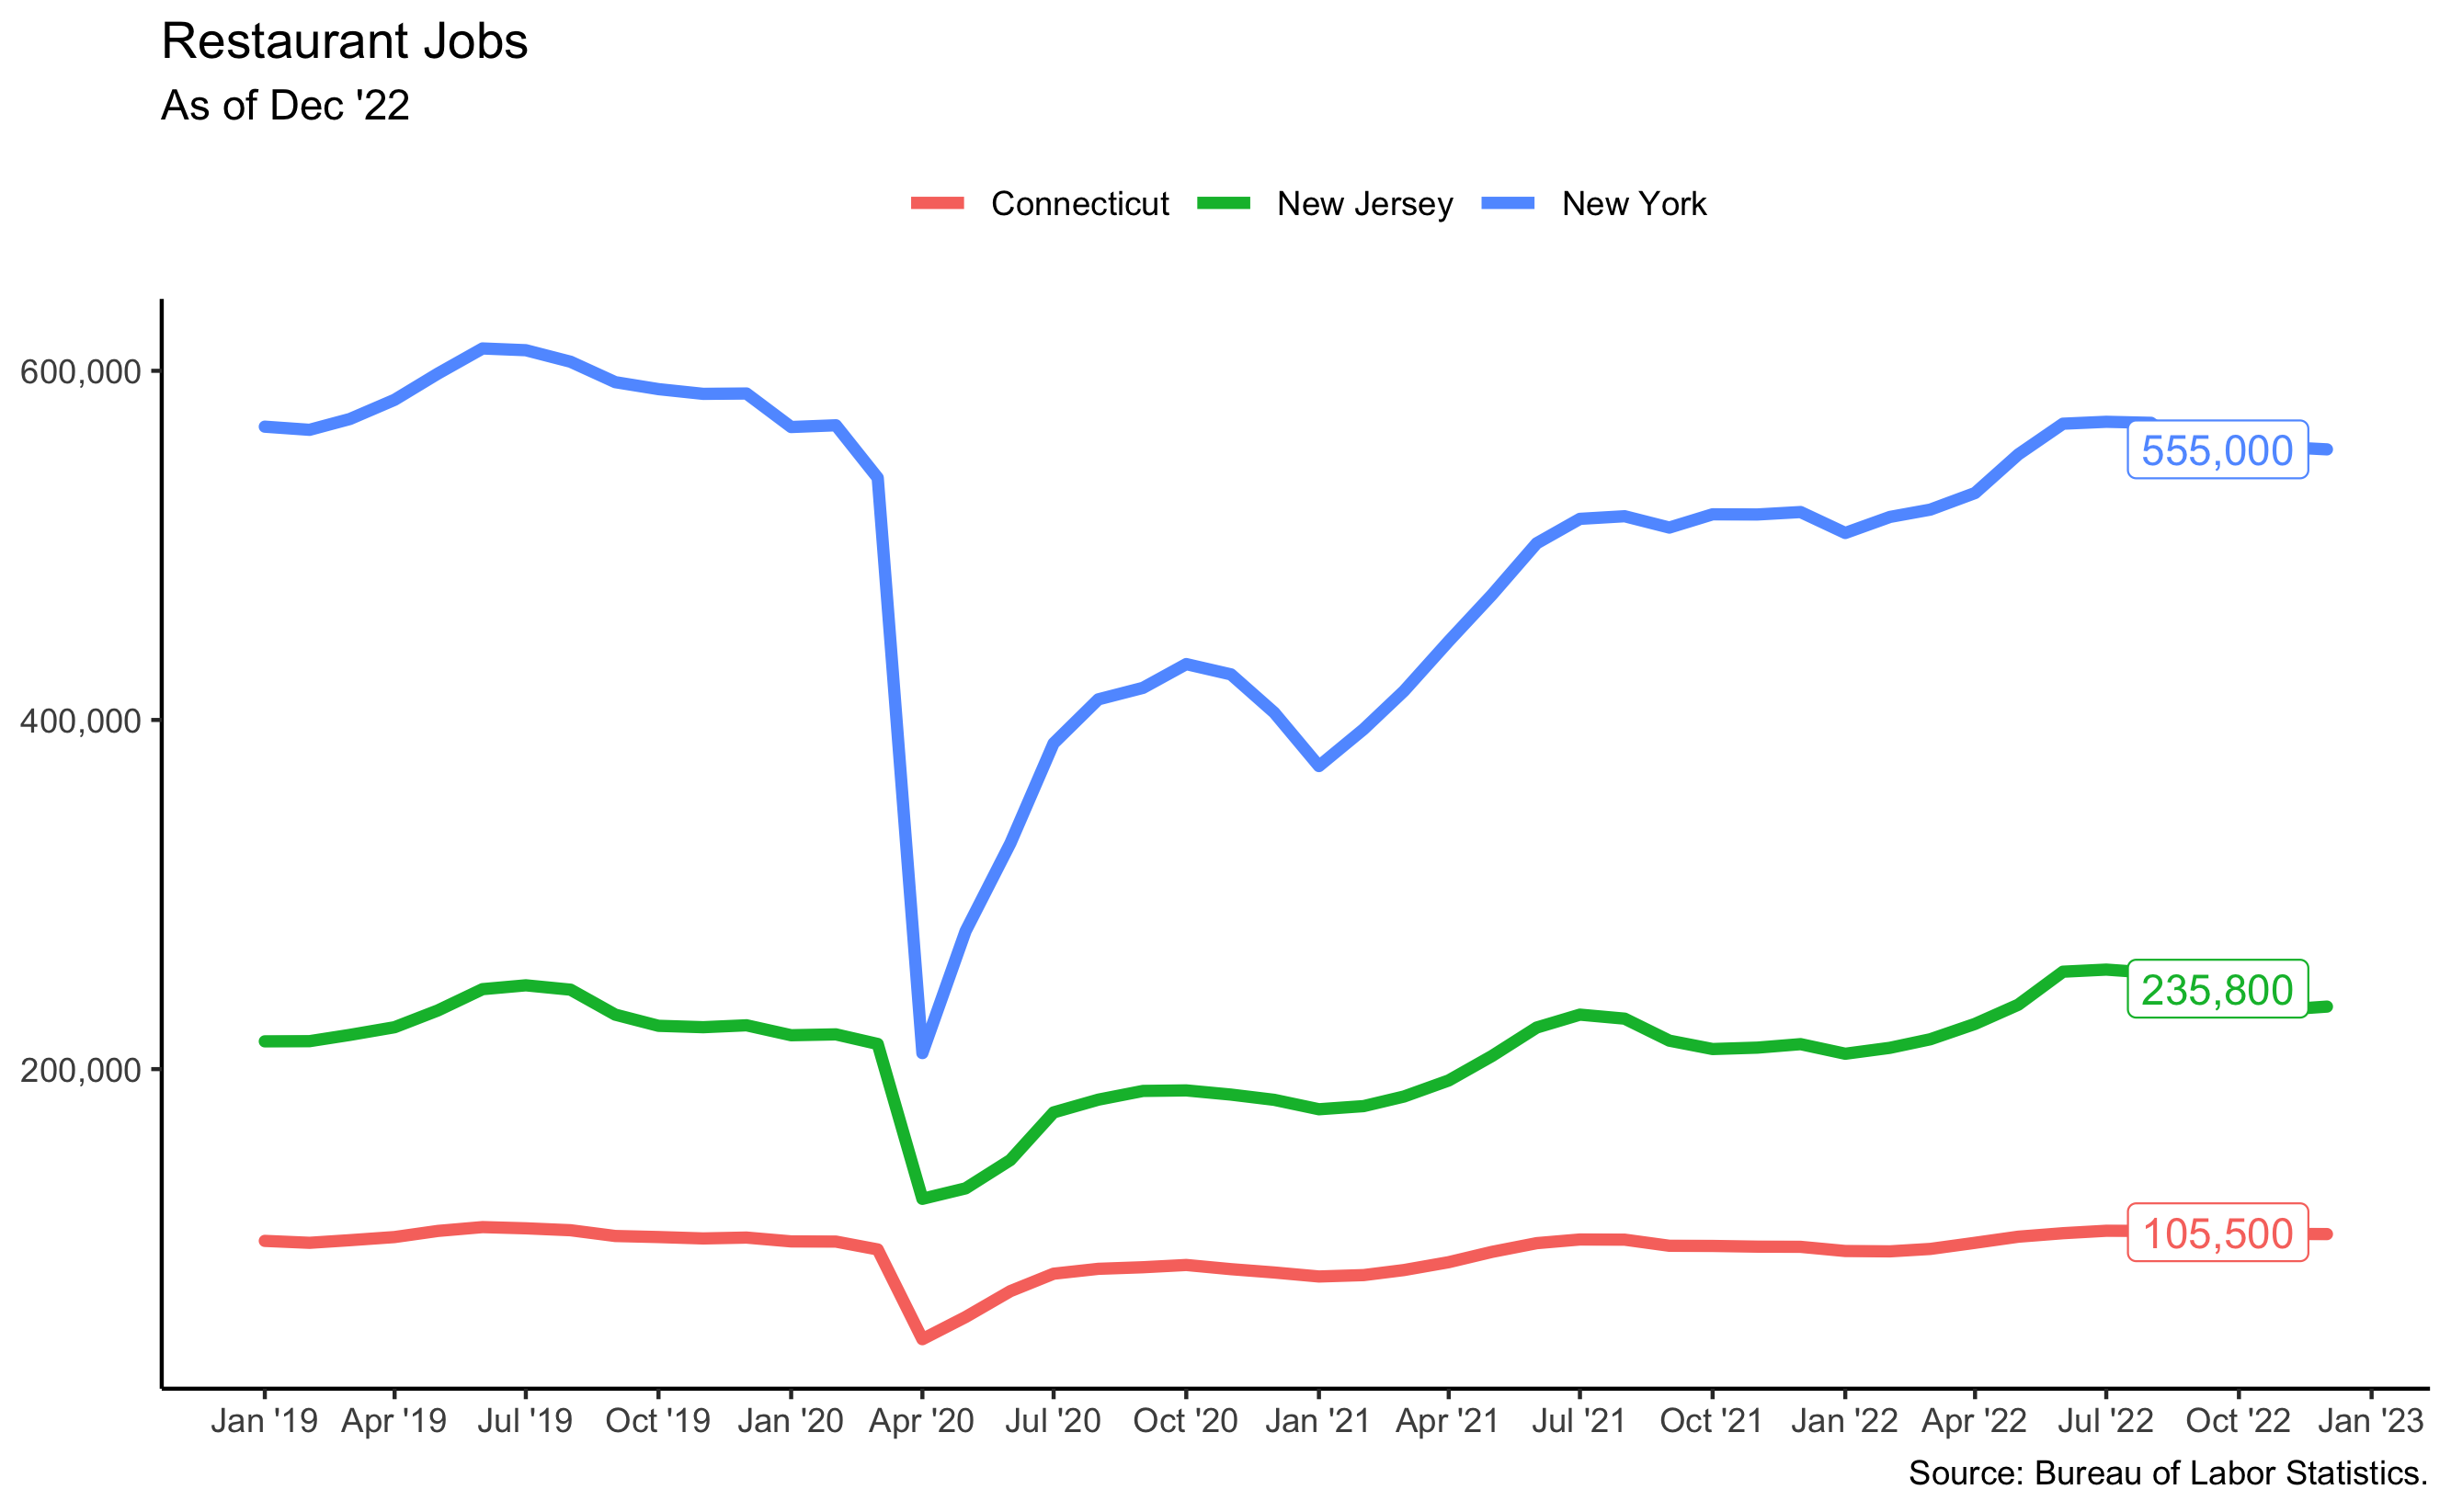 Restaurant Jobs
As of Dec '22
Connecticut New Jersey New York
600,000
555,000
400,000
235,800
200,000
105,500
Jan '19 Apr '19 Jul '19 Oct '19 Jan '20 Apr '20 Jul '20 Oct '20 Jan '21 Apr '21 Jul '21 Oct '21 Jan '22 Apr '22 Jul '22 Oct '22 Jan '23
Source: Bureau of Labor Statistics.